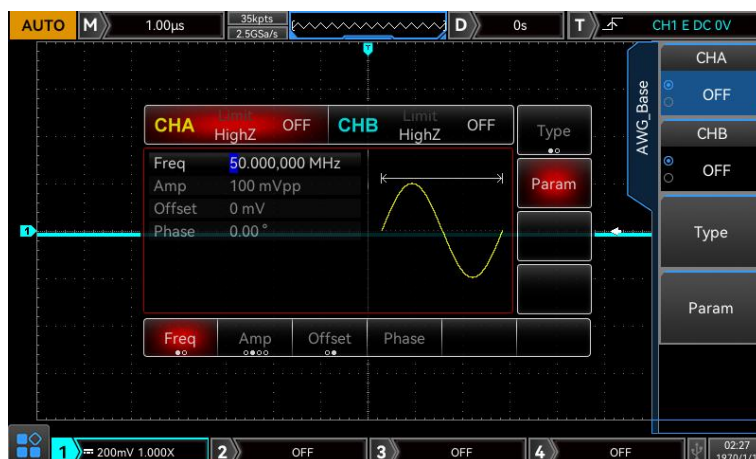 AUTO M 1.00μs 35kpts 2.5GSa/s D 0s T CH1 E DC 0V
T
CHA Limit HighZ OFF CHB Limit HighZ OFF
Type
Freq 50.000,000 MHz
Amp 100 mVpp
Offset 0 mV
Phase 0.00 °
Param
Freq Amp Offset Phase
1
AWG_Base
CHA
OFF
CHB
OFF
Type
Param
1 200mV 1.000X 2 OFF 3 OFF 4 OFF 02:27